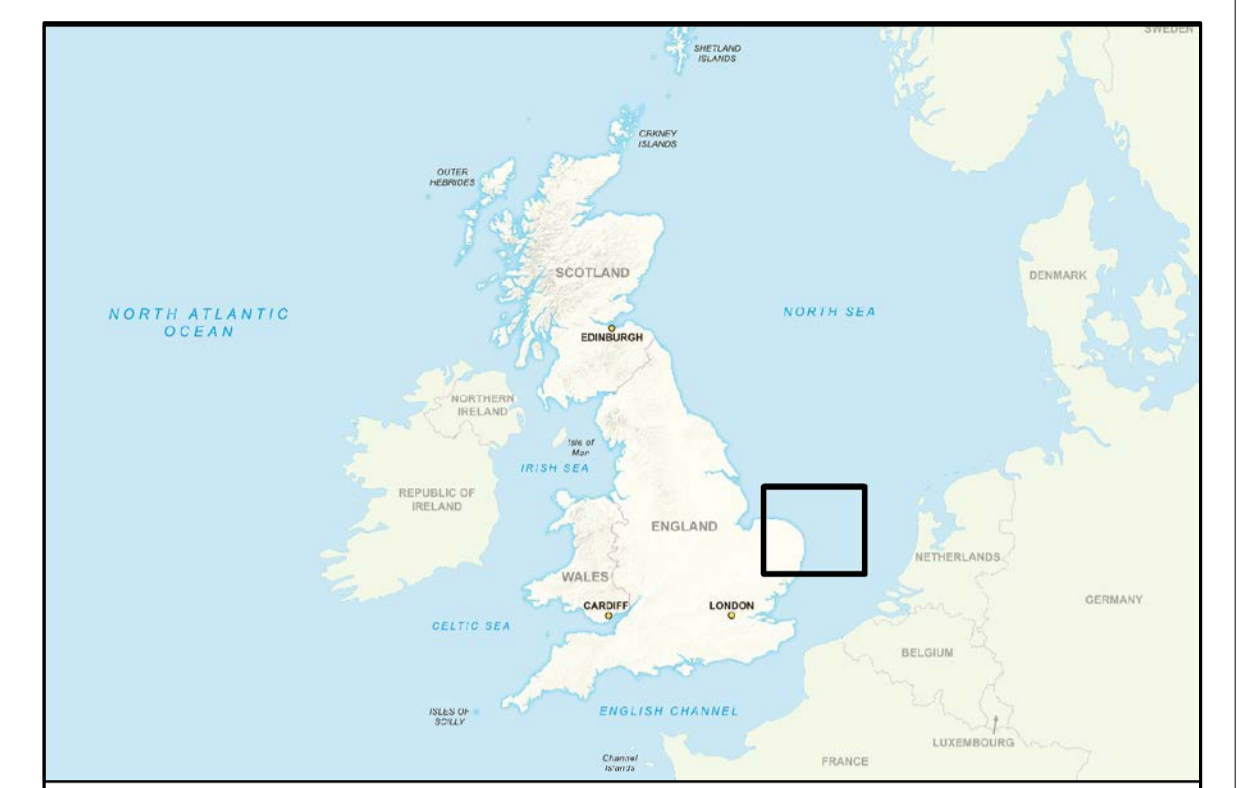 SWEDEN
SHETLAND
ISLANDS
ORKNEY
ISLANDS
OUTER
HEBRIDES
SCOTLAND
DENMARK
NORTH ATLANTIC
OCEAN
NORTH SEA
EDINBURGH
NORTHERN
IRELAND
Isle of
Man
IRISH SEA
REPUBLIC OF
IRELAND
ENGLAND
NETHERLANDS
WALES
CARDIFF
LONDON
GERMANY
CELTIC SEA
BELGIUM
ISLES OF
SCILLY
ENGLISH CHANNEL
LUXEMBOURG
Channel
Islands
FRANCE